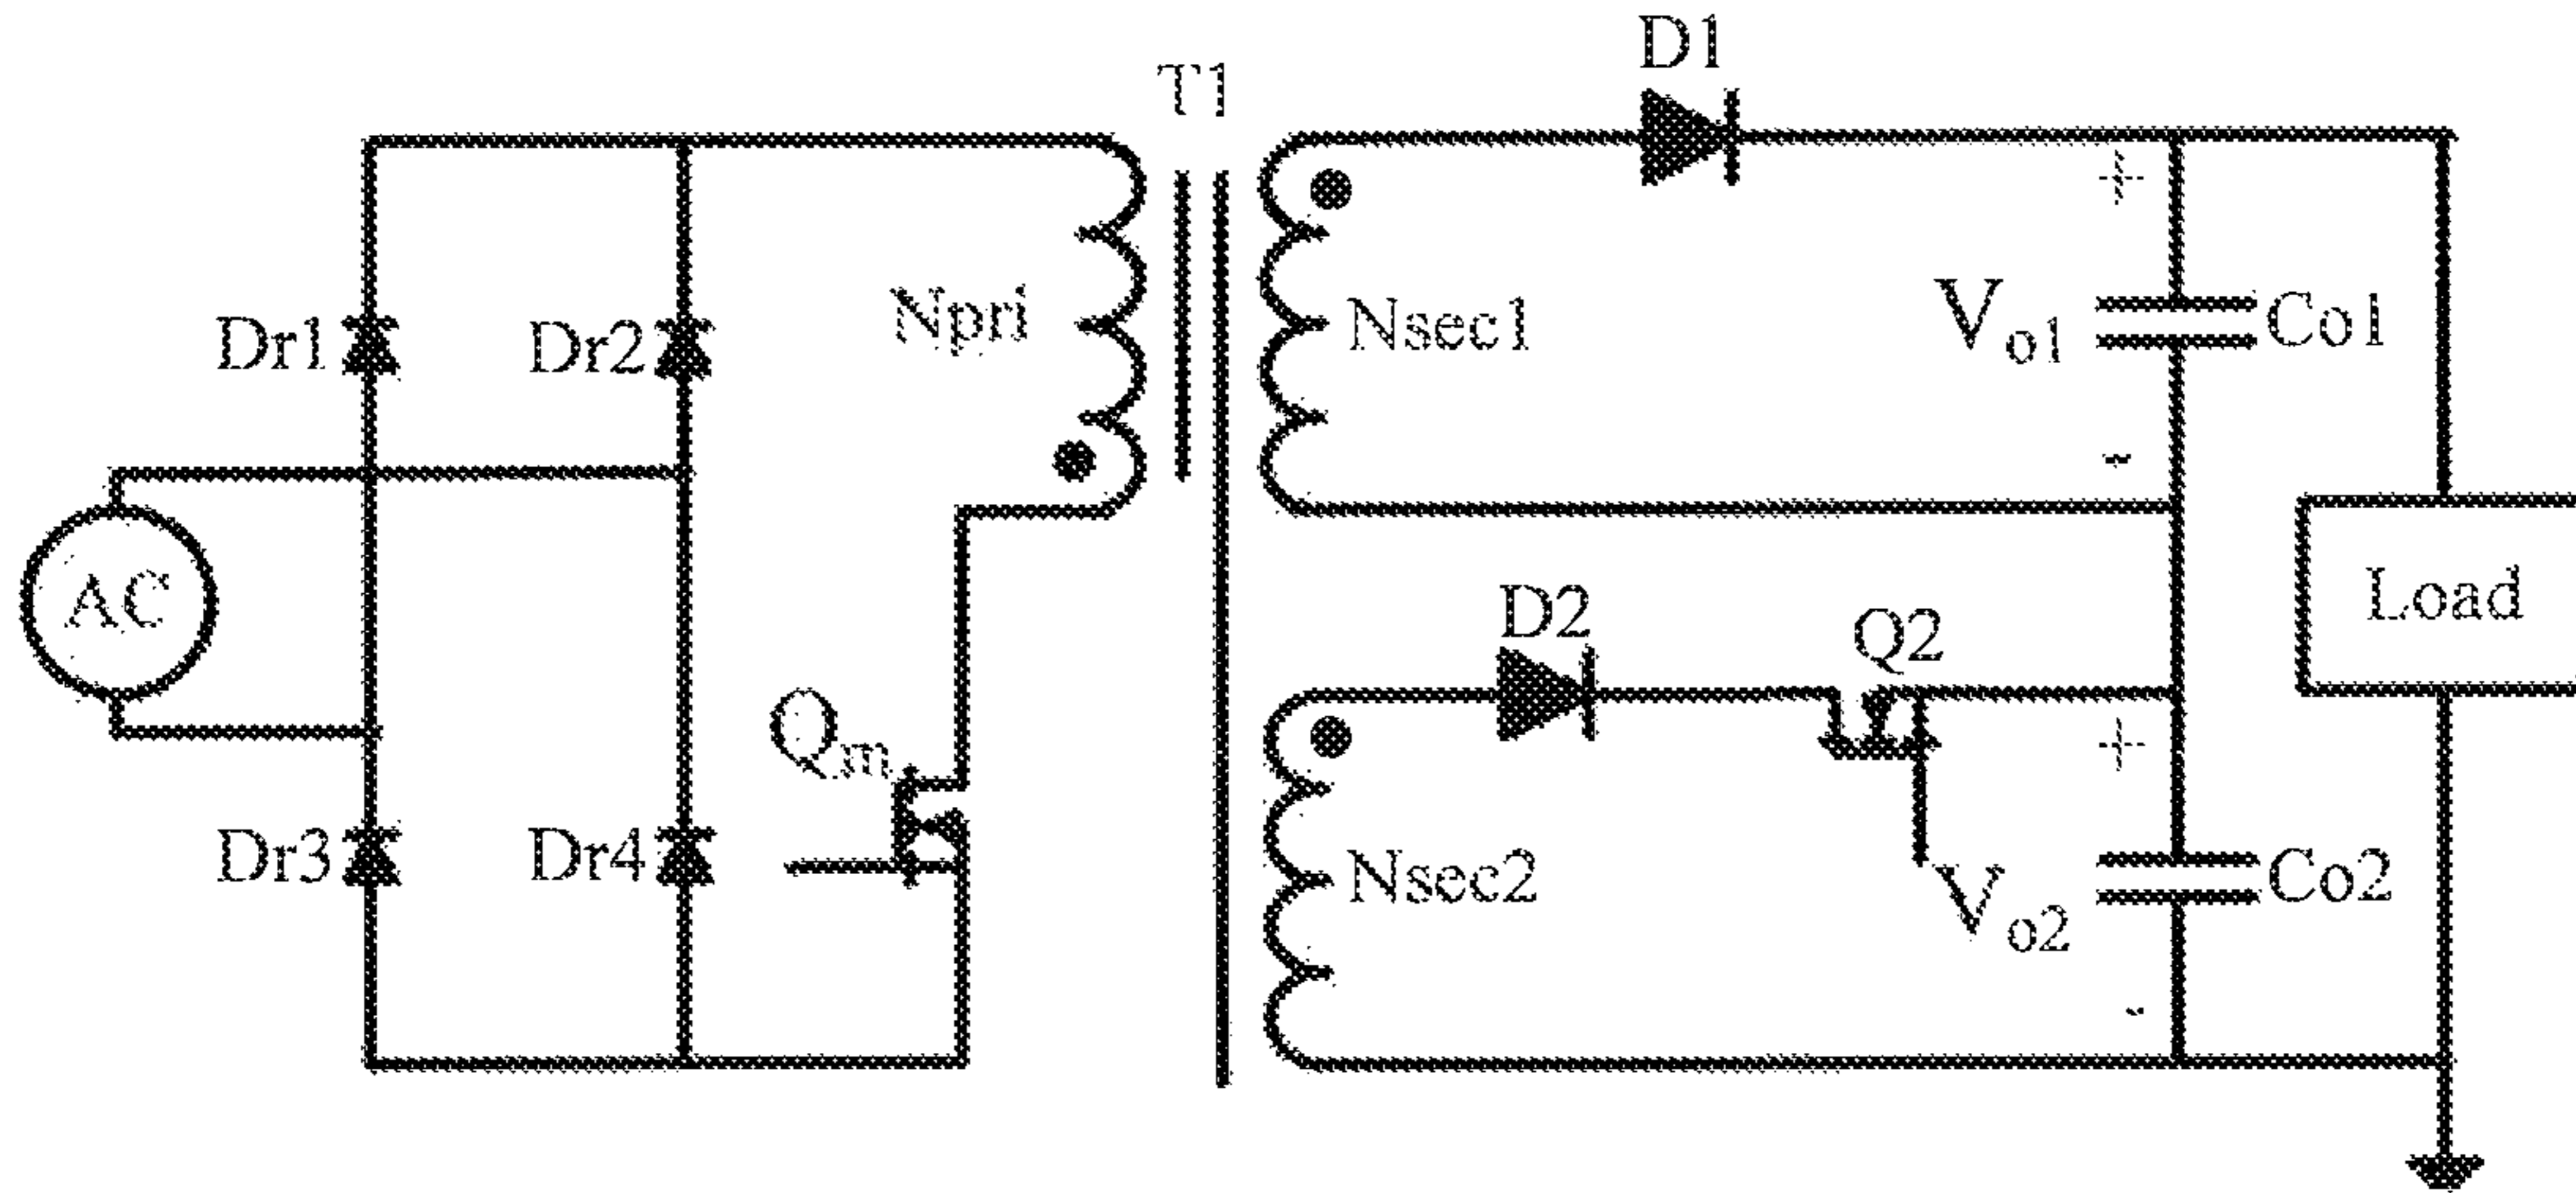 D1
T1
+
Dr1
Dr2
Npri
Nsec1
Vo1
Co1
-
AC
D2
Q2
Load
Qm
+
Dr3
Dr4
Nsec2
Vo2
Co2
-